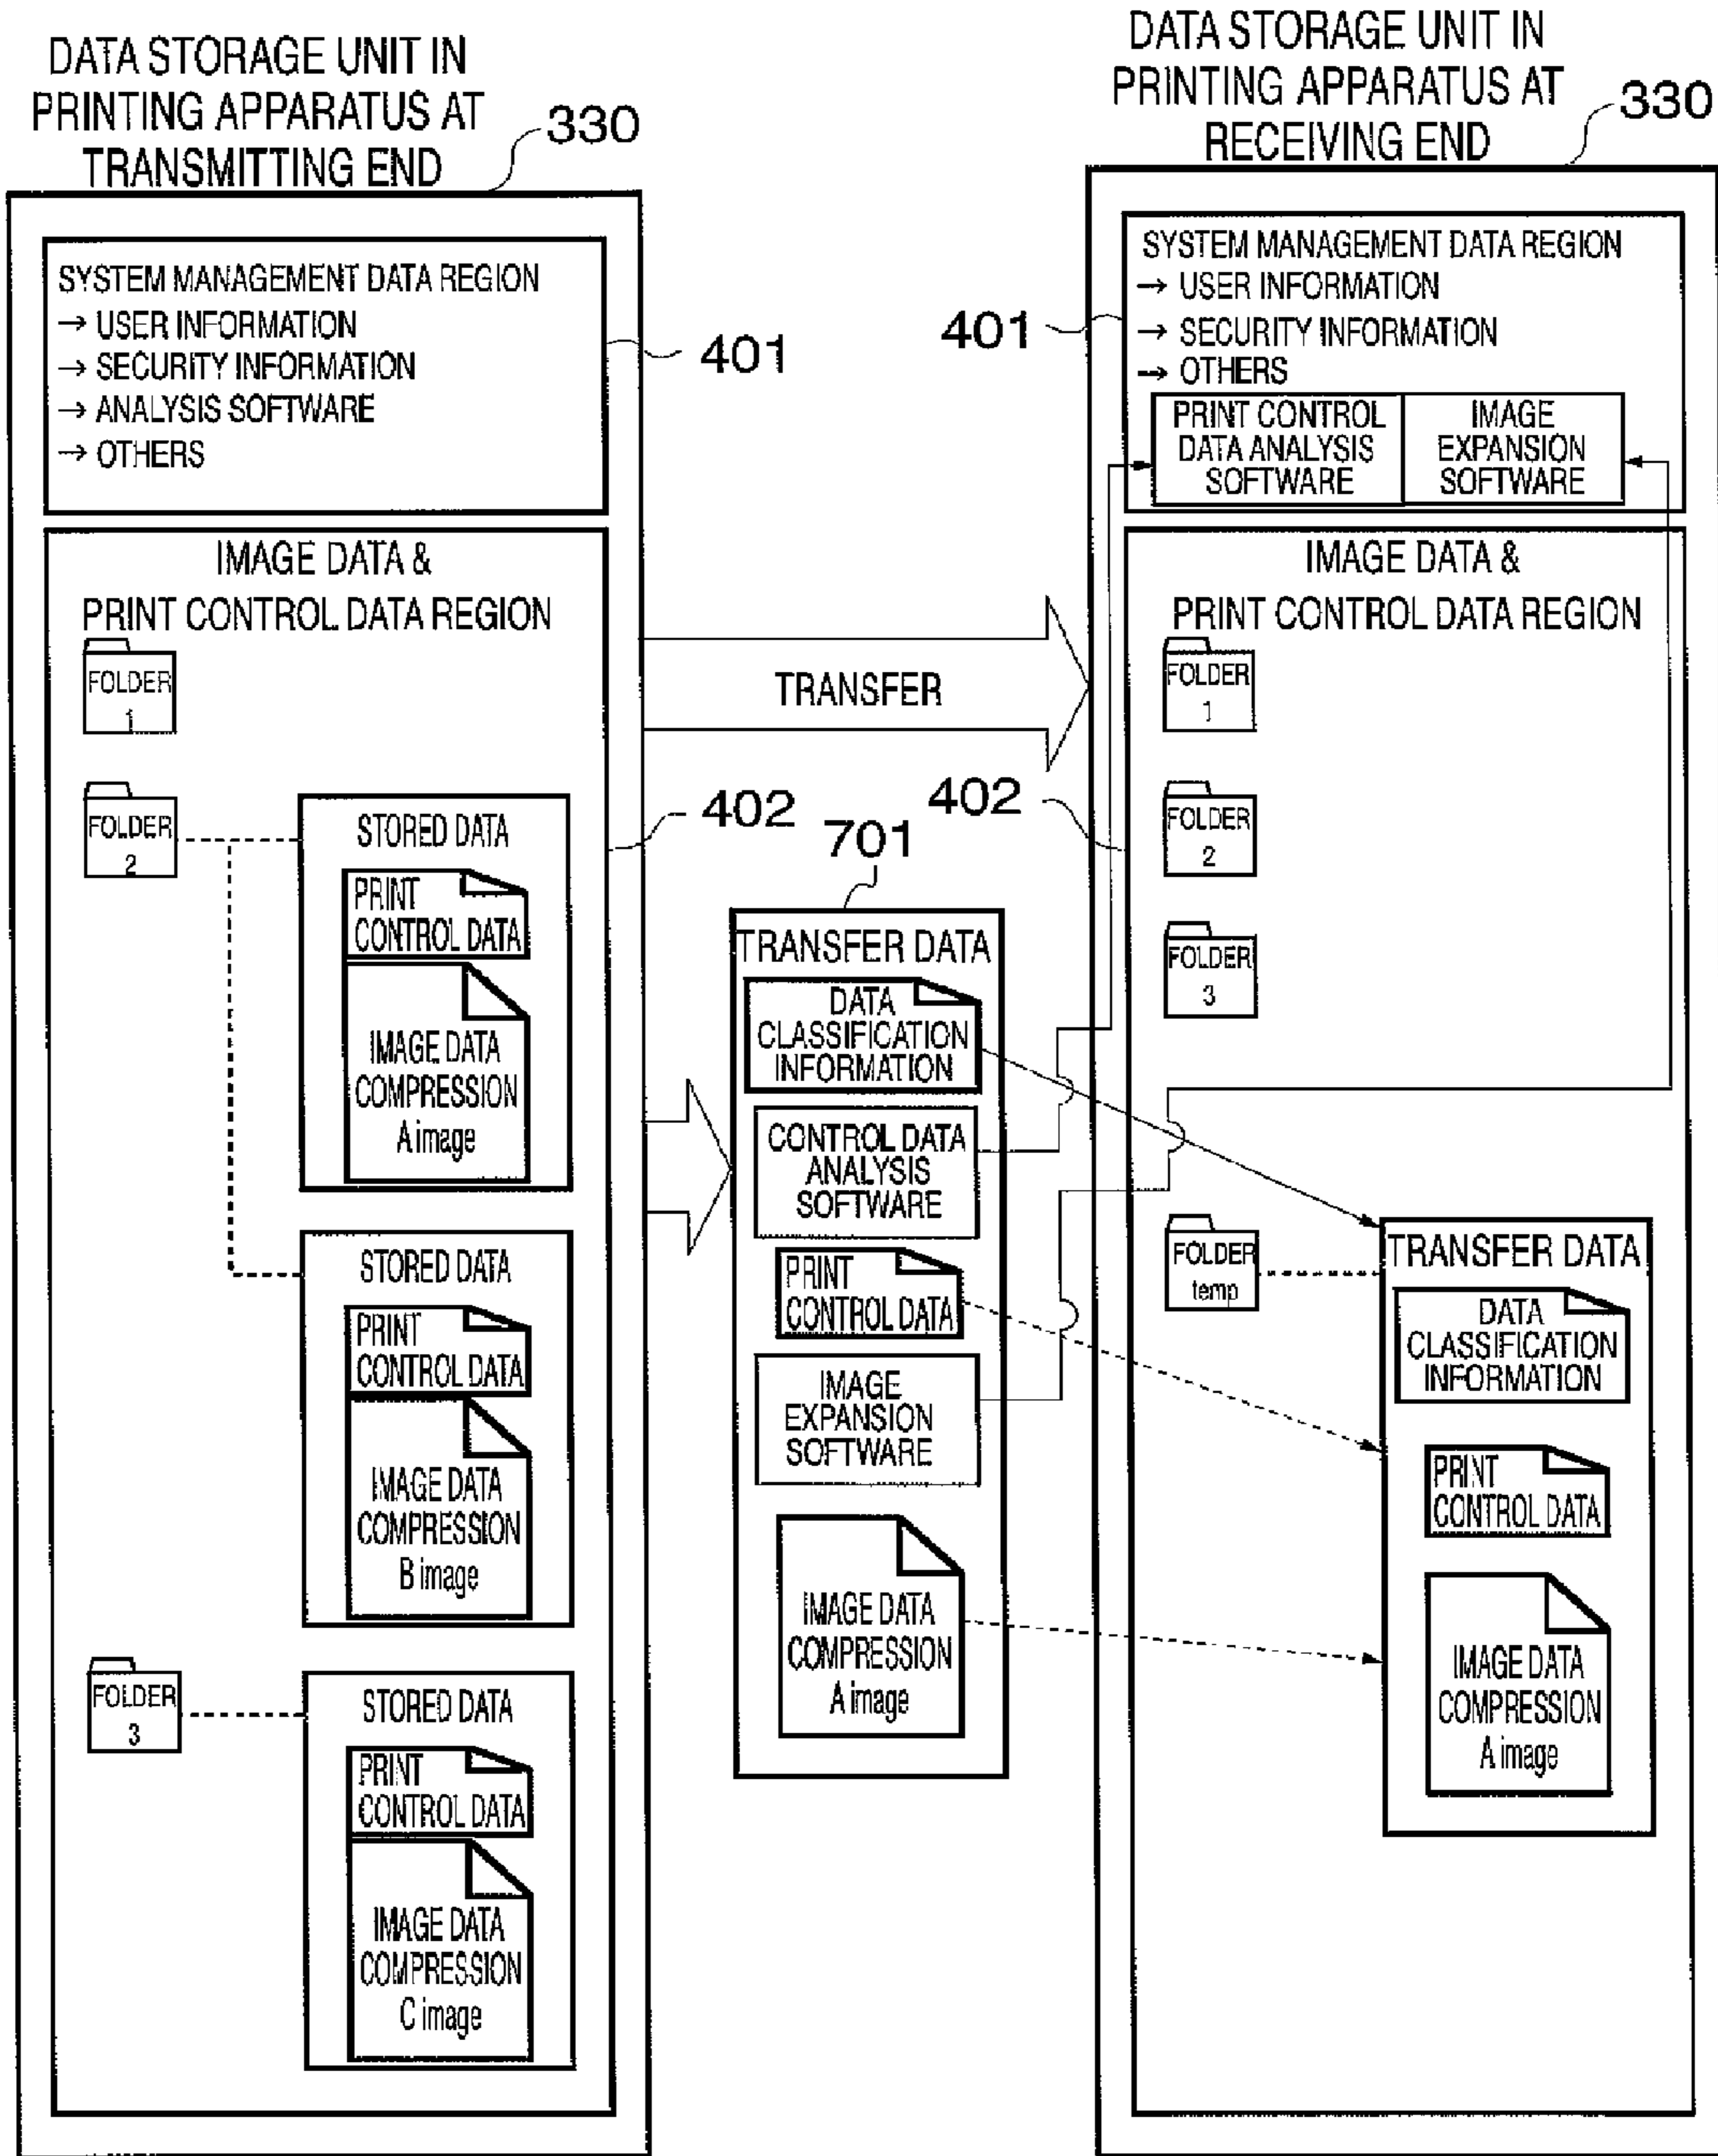 DATA STORAGE UNIT IN
PRINTING APPARATUS AT
TRANSMITTING END
330
SYSTEM MANAGEMENT DATA REGION
→ USER INFORMATION
→ SECURITY INFORMATION
→ ANALYSIS SOFTWARE
→ OTHERS
401
IMAGE DATA &
PRINT CONTROL DATA REGION
FOLDER
1
FOLDER
2
STORED DATA
PRINT
CONTROL DATA
IMAGE DATA
COMPRESSION
A image
402
STORED DATA
PRINT
CONTROL DATA
IMAGE DATA
COMPRESSION
B image
FOLDER
3
STORED DATA
PRINT
CONTROL DATA
IMAGE DATA
COMPRESSION
C image
TRANSFER
701
TRANSFER DATA
DATA
CLASSIFICATION
INFORMATION
CONTROL DATA
ANALYSIS
SOFTWARE
PRINT
CONTROL DATA
IMAGE
EXPANSION
SOFTWARE
IMAGE DATA
COMPRESSION
A image
DATA STORAGE UNIT IN
PRINTING APPARATUS AT
RECEIVING END
330
401
SYSTEM MANAGEMENT DATA REGION
→ USER INFORMATION
→ SECURITY INFORMATION
→ OTHERS
PRINT CONTROL
DATA ANALYSIS
SOFTWARE
IMAGE
EXPANSION
SOFTWARE
402
IMAGE DATA &
PRINT CONTROL DATA REGION
FOLDER
1
FOLDER
2
FOLDER
3
FOLDER
temp
TRANSFER DATA
DATA
CLASSIFICATION
INFORMATION
PRINT
CONTROL DATA
IMAGE DATA
COMPRESSION
A image